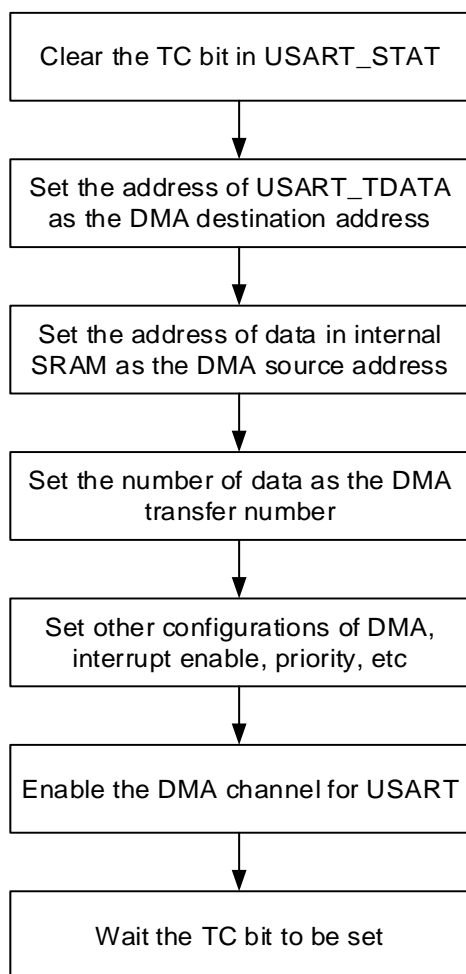 Clear the TC bit in USART_STAT
Set the address of USART_TDATA
as the DMA destination address
Set the address of data in internal
SRAM as the DMA source address
Set the number of data as the DMA
transfer number
Set other configurations of DMA,
interrupt enable, priority, etc
Enable the DMA channel for USART
Wait the TC bit to be set